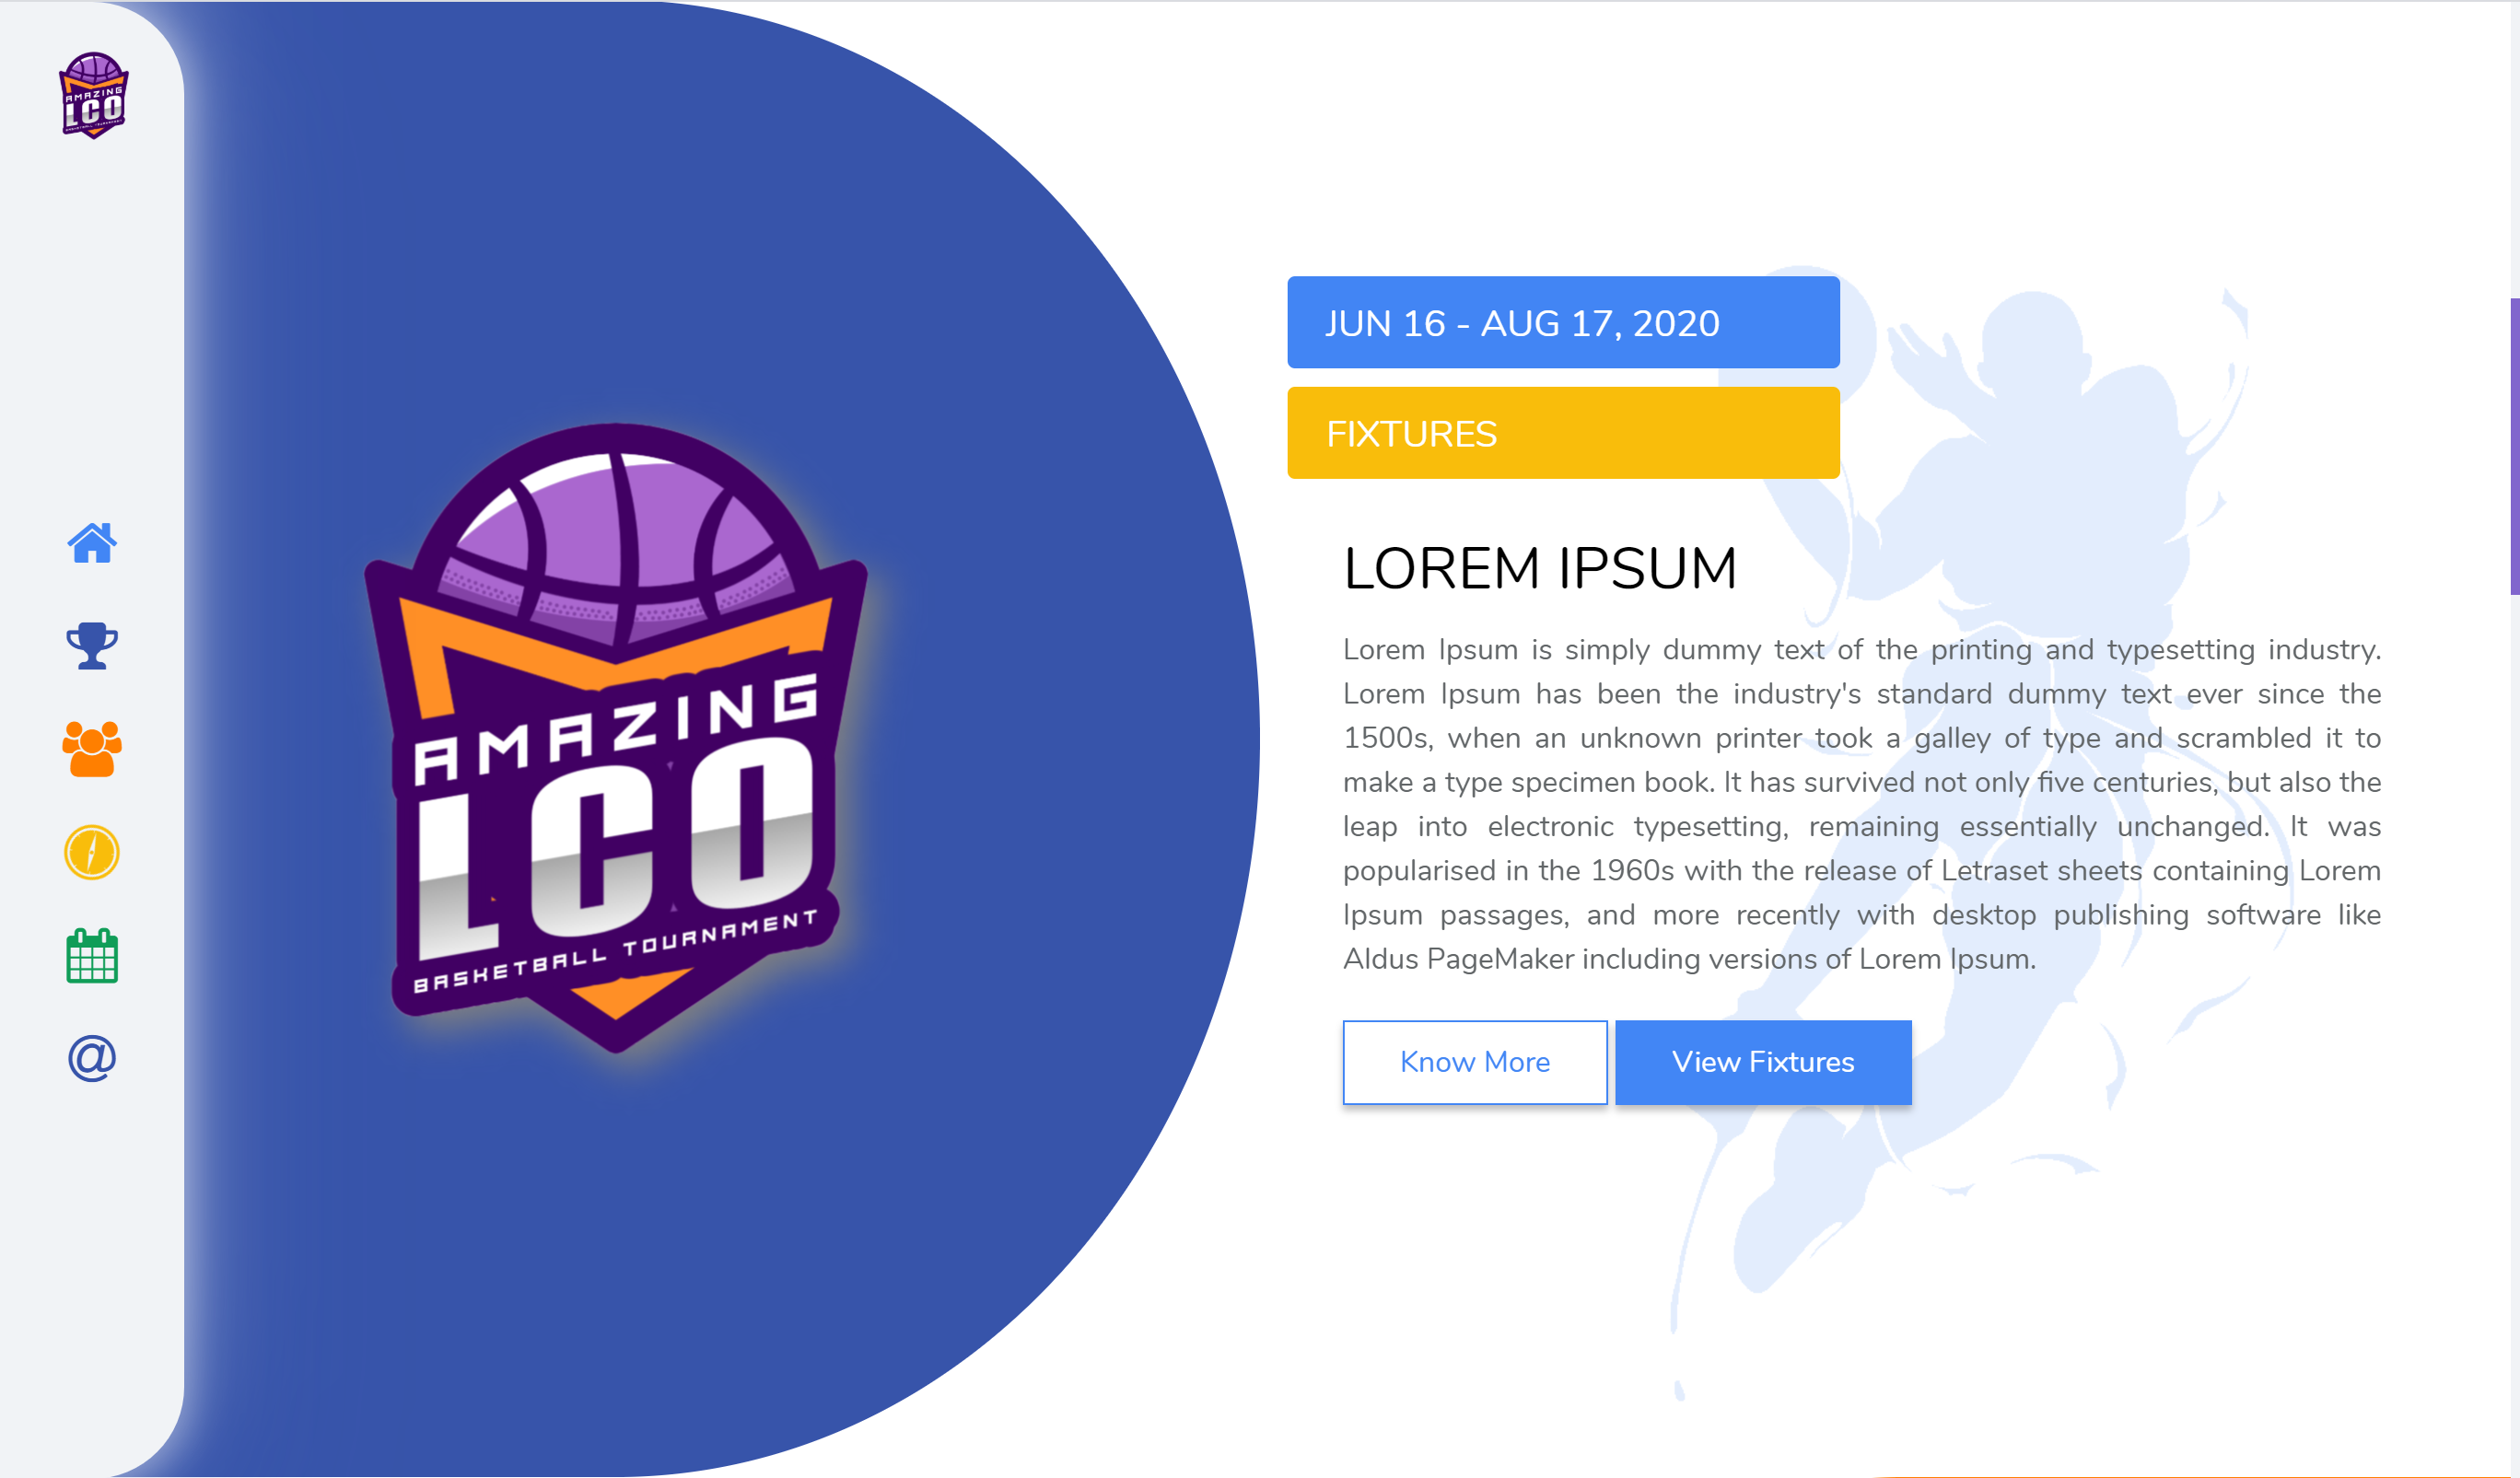 AMAZING
LCO
AMAZING
LCO
BASKETBALL TOURNAMENT
JUN 16 - AUG 17, 2020
FIXTURES
LOREM IPSUM
Lorem Ipsum is simply dummy text of the printing and typesetting industry.
Lorem Ipsum has been the industry's standard dummy text ever since the
1500s, when an unknown printer took a galley of type and scrambled it to
make a type specimen book. It has survived not only five centuries, but also the
leap into electronic typesetting, remaining essentially unchanged. It was
popularised in the 1960s with the release of Letraset sheets containing Lorem
Ipsum passages, and more recently with desktop publishing software like
Aldus PageMaker including versions of Lorem Ipsum.
Know More
View Fixtures